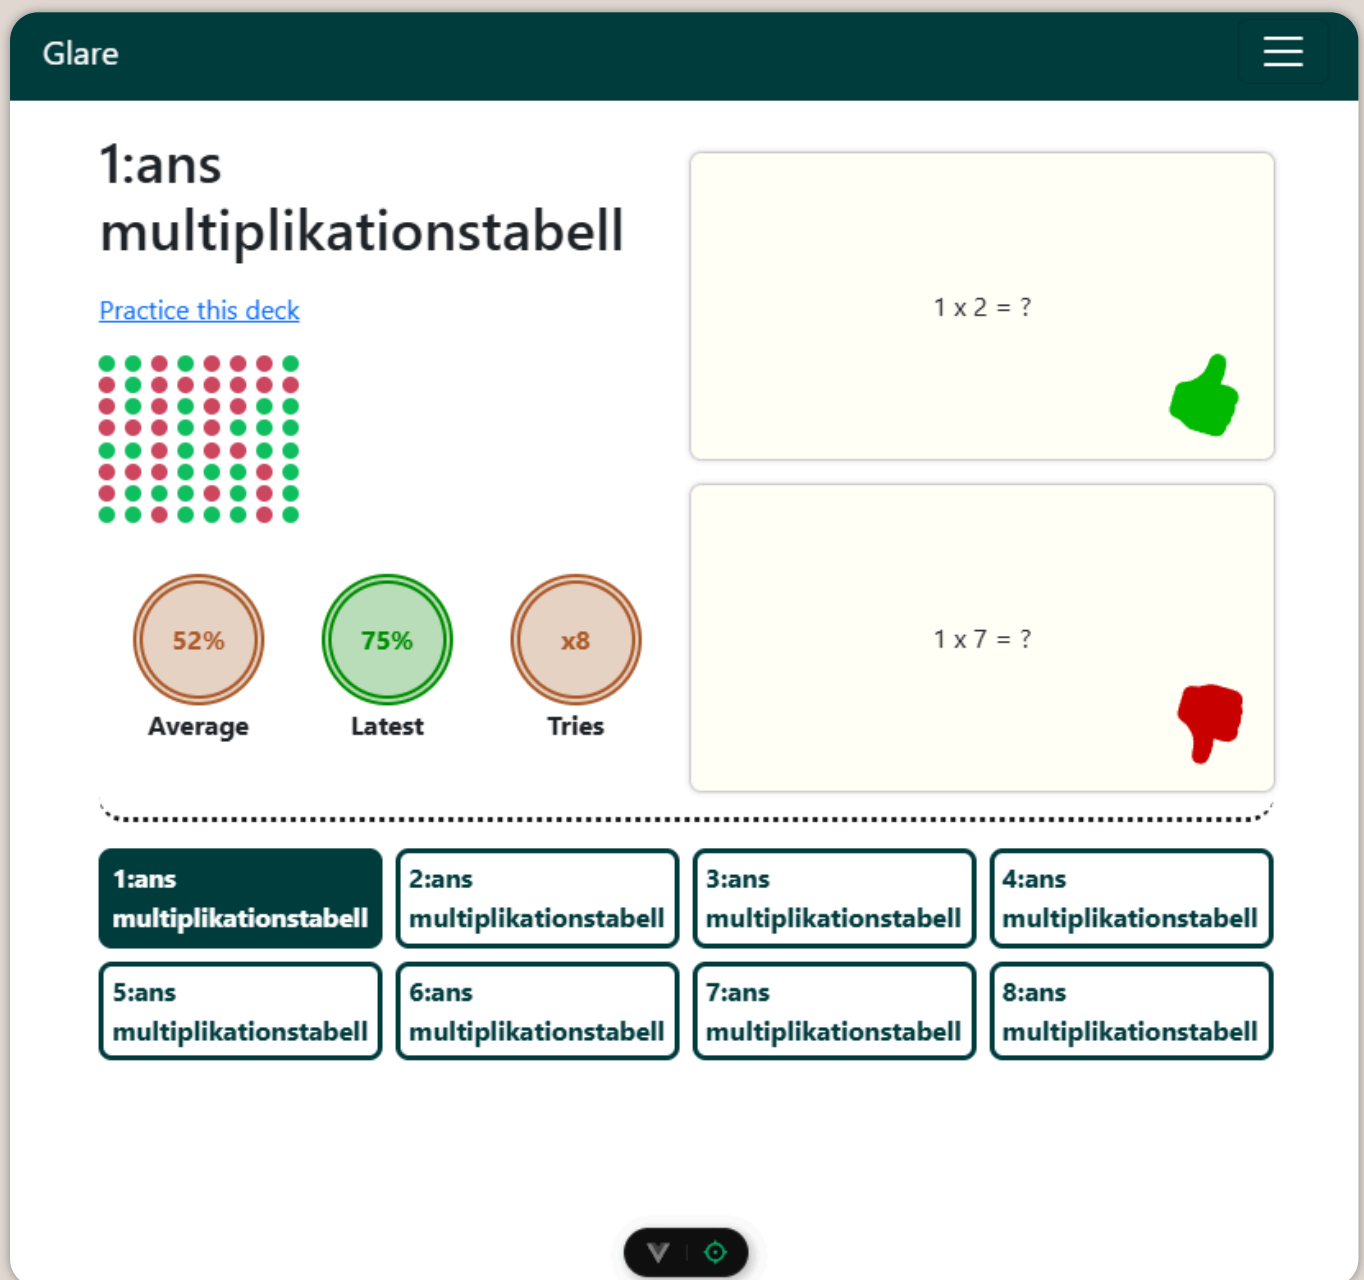 Glare
1:ans
multiplikationstabell
Practice this deck
52%
Average
75%
Latest
x8
Tries
1 x 2 = ?
1 x 7 = ?
1:ans
multiplikationstabell
2:ans
multiplikationstabell
3:ans
multiplikationstabell
4:ans
multiplikationstabell
5:ans
multiplikationstabell
6:ans
multiplikationstabell
7:ans
multiplikationstabell
8:ans
multiplikationstabell